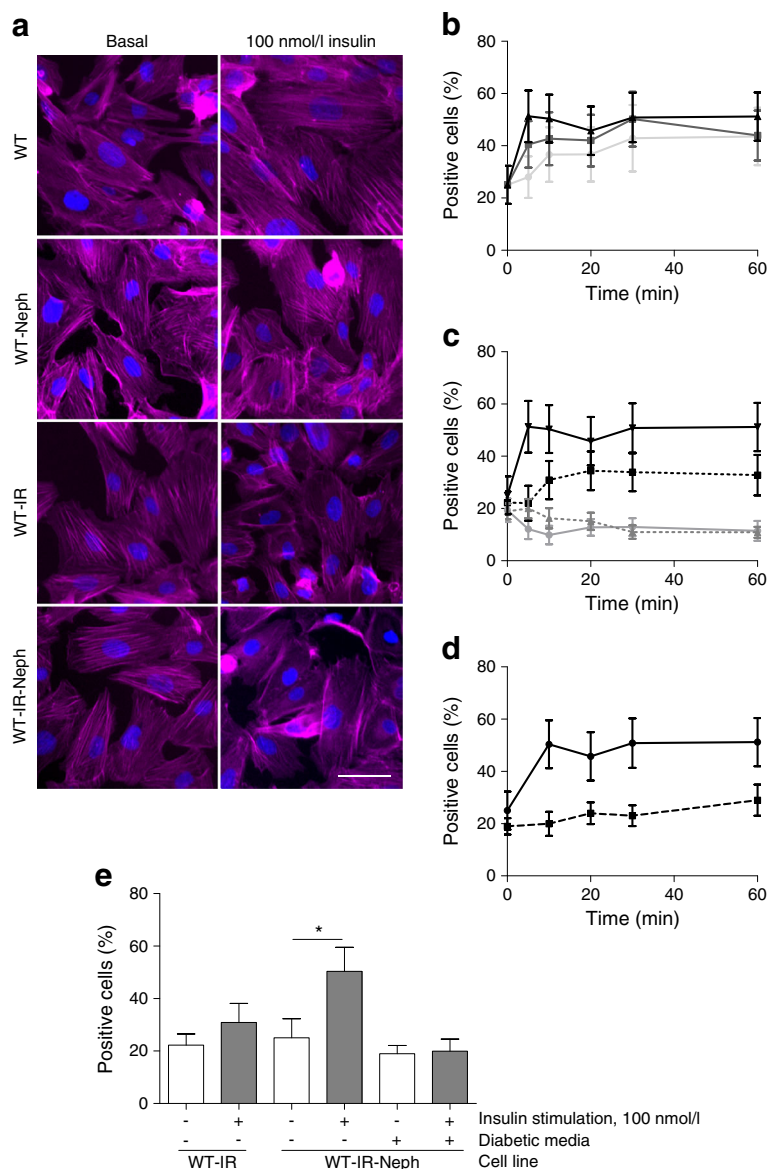 a
Basal
100 nmol/l insulin
WT
WT-Neph
WT-IR
WT-IR-Neph
b
Positive cells (%)
80
60
40
20
0
0 20 40 60
Time (min)
c
Positive cells (%)
80
60
40
20
0
0 20 40 60
Time (min)
d
Positive cells (%)
80
60
40
20
0
0 20 40 60
Time (min)
e
Positive cells (%)
80
60
40
20
0
*
- + - + - + Insulin stimulation, 100 nmol/l
- - - - + + Diabetic media
WT-IR WT-IR-Neph Cell line